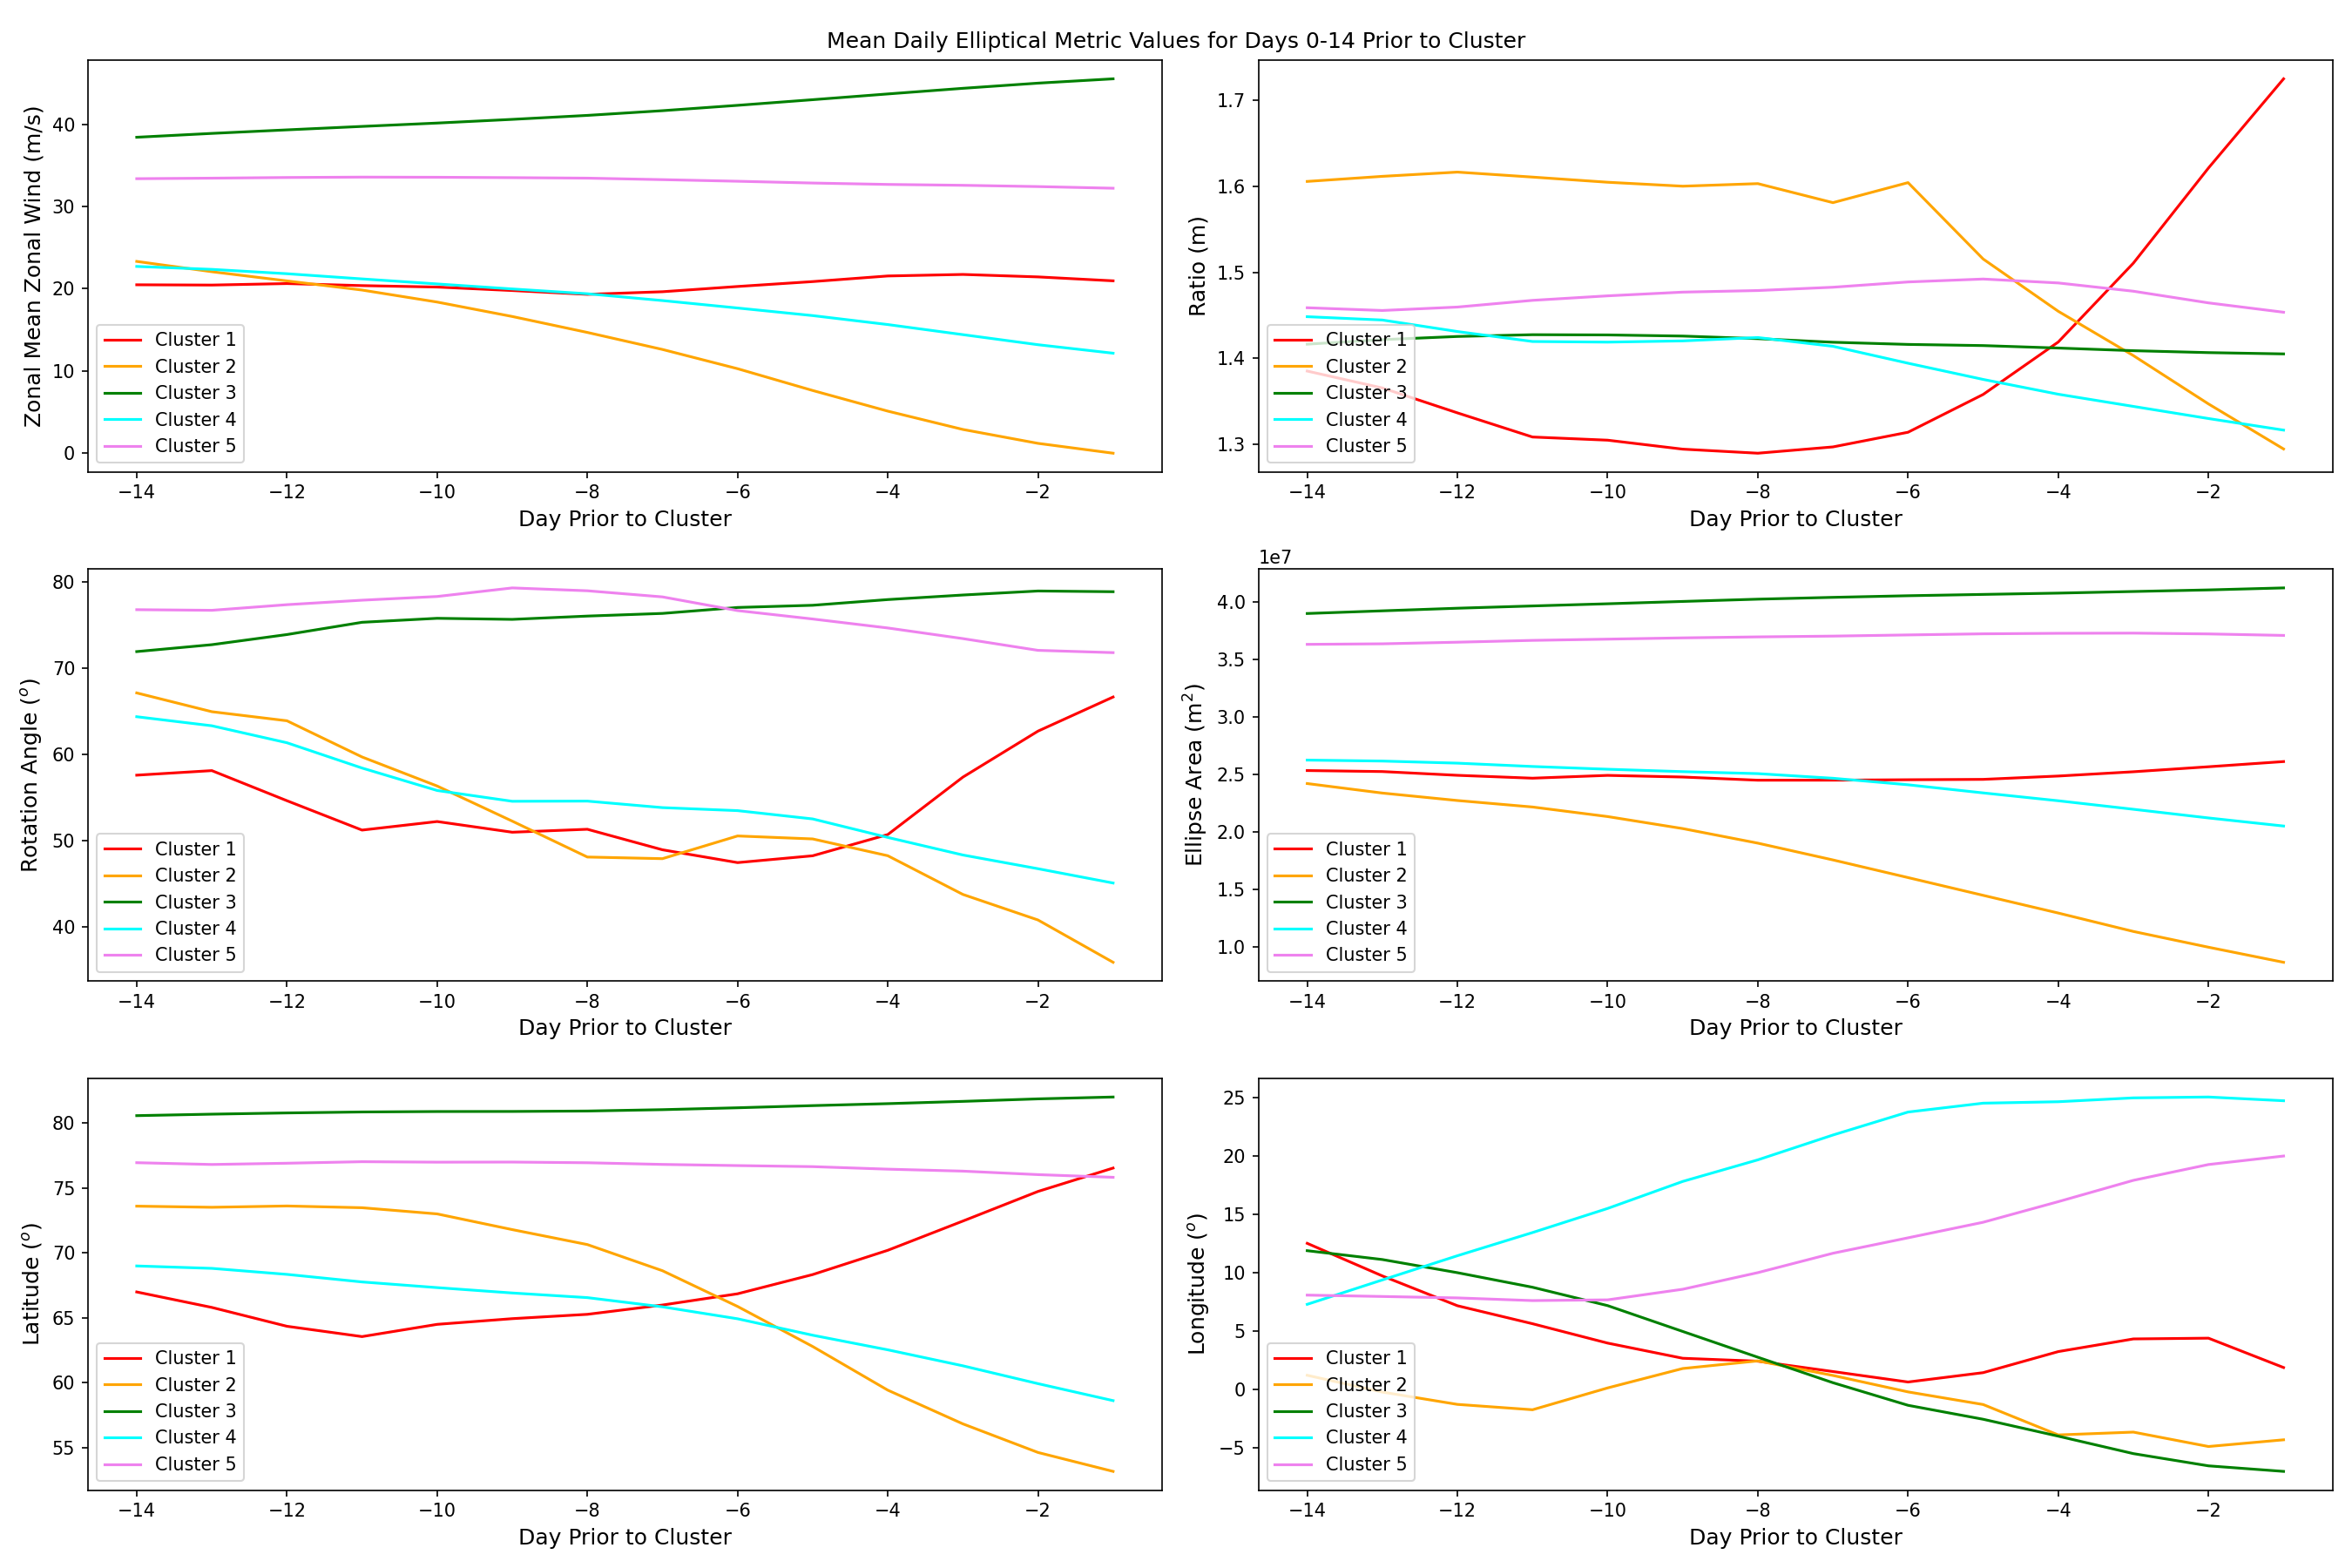 Mean Daily Elliptical Metric Values for Days 0-14 Prior to Cluster
Zonal Mean Zonal Wind (m/s)
40
30
20
10
0
Cluster 1
Cluster 2
Cluster 3
Cluster 4
Cluster 5
−14 −12 −10 −8 −6 −4 −2
Day Prior to Cluster
Ratio (m)
1.7
1.6
1.5
1.4
1.3
Cluster 1
Cluster 2
Cluster 3
Cluster 4
Cluster 5
−14 −12 −10 −8 −6 −4 −2
Day Prior to Cluster
Rotation Angle (°)
80
70
60
50
40
Cluster 1
Cluster 2
Cluster 3
Cluster 4
Cluster 5
−14 −12 −10 −8 −6 −4 −2
Day Prior to Cluster
1e7
Ellipse Area (m²)
4.0
3.5
3.0
2.5
2.0
1.5
1.0
Cluster 1
Cluster 2
Cluster 3
Cluster 4
Cluster 5
−14 −12 −10 −8 −6 −4 −2
Day Prior to Cluster
Latitude (°)
80
75
70
65
60
55
Cluster 1
Cluster 2
Cluster 3
Cluster 4
Cluster 5
−14 −12 −10 −8 −6 −4 −2
Day Prior to Cluster
Longitude (°)
25
20
15
10
5
0
−5
Cluster 1
Cluster 2
Cluster 3
Cluster 4
Cluster 5
−14 −12 −10 −8 −6 −4 −2
Day Prior to Cluster